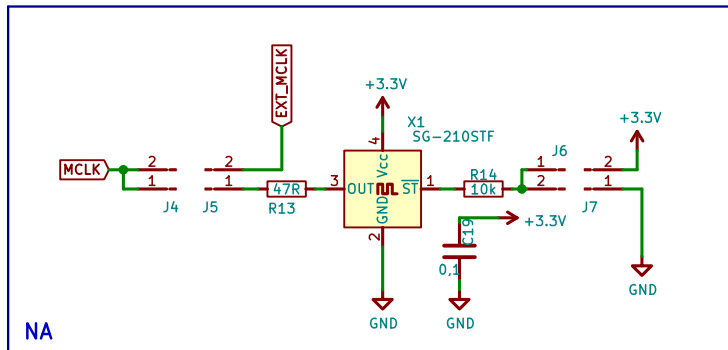 EXT_MCLK
+3.3V
X1
SG-210STF
+3.3V
4
Vcc
MCLK
2
1
J4
2
1
J5
47R
R13
3
OUT
GND
2
ST
1
R14
10k
J6
1
2
2
1
J7
C19
+3.3V
0,1
GND
GND
GND
NA